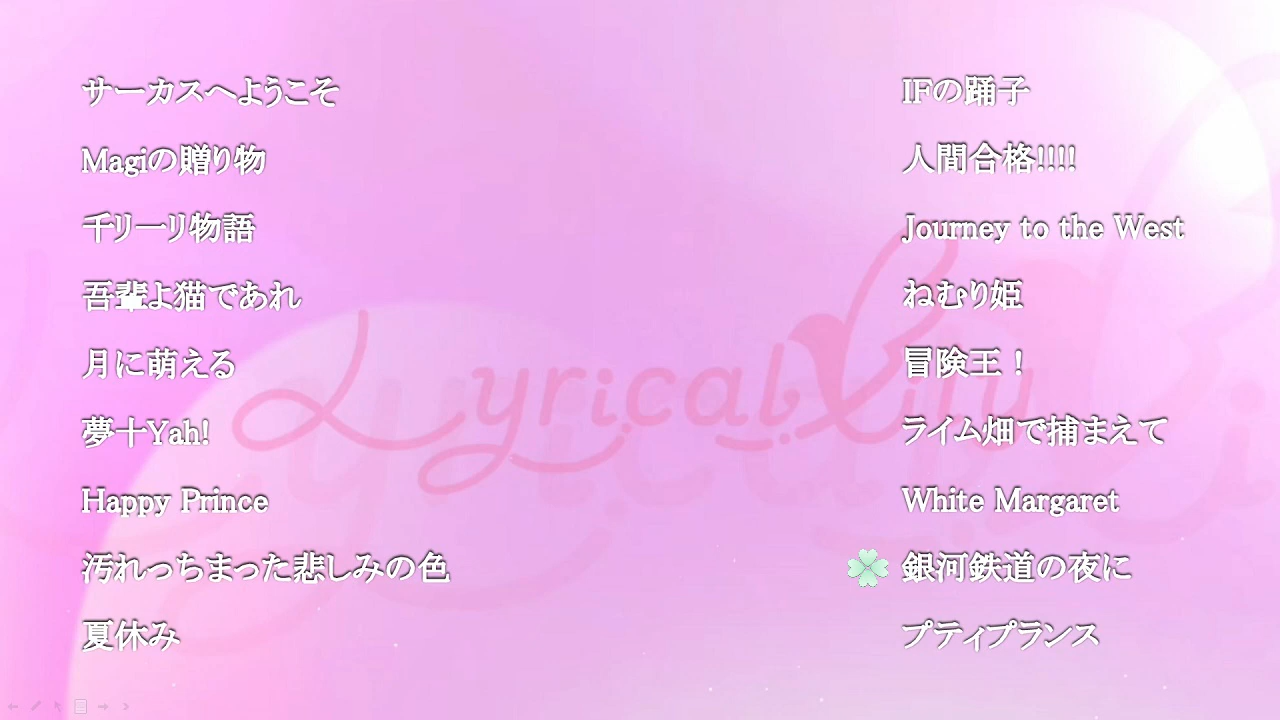 サーカスへようこそ
Magiの贈り物
千リーリ物語
吾輩よ猫であれ
月に萌える
夢十Yah!
Happy Prince
汚れっちまった悲しみの色
夏休み
IFの踊子
人間合格!!!!
Journey to the West
ねむり姫
冒険王！
ライム畑で捕まえて
White Margaret
銀河鉄道の夜に
プティプランス
Lyrical Lily